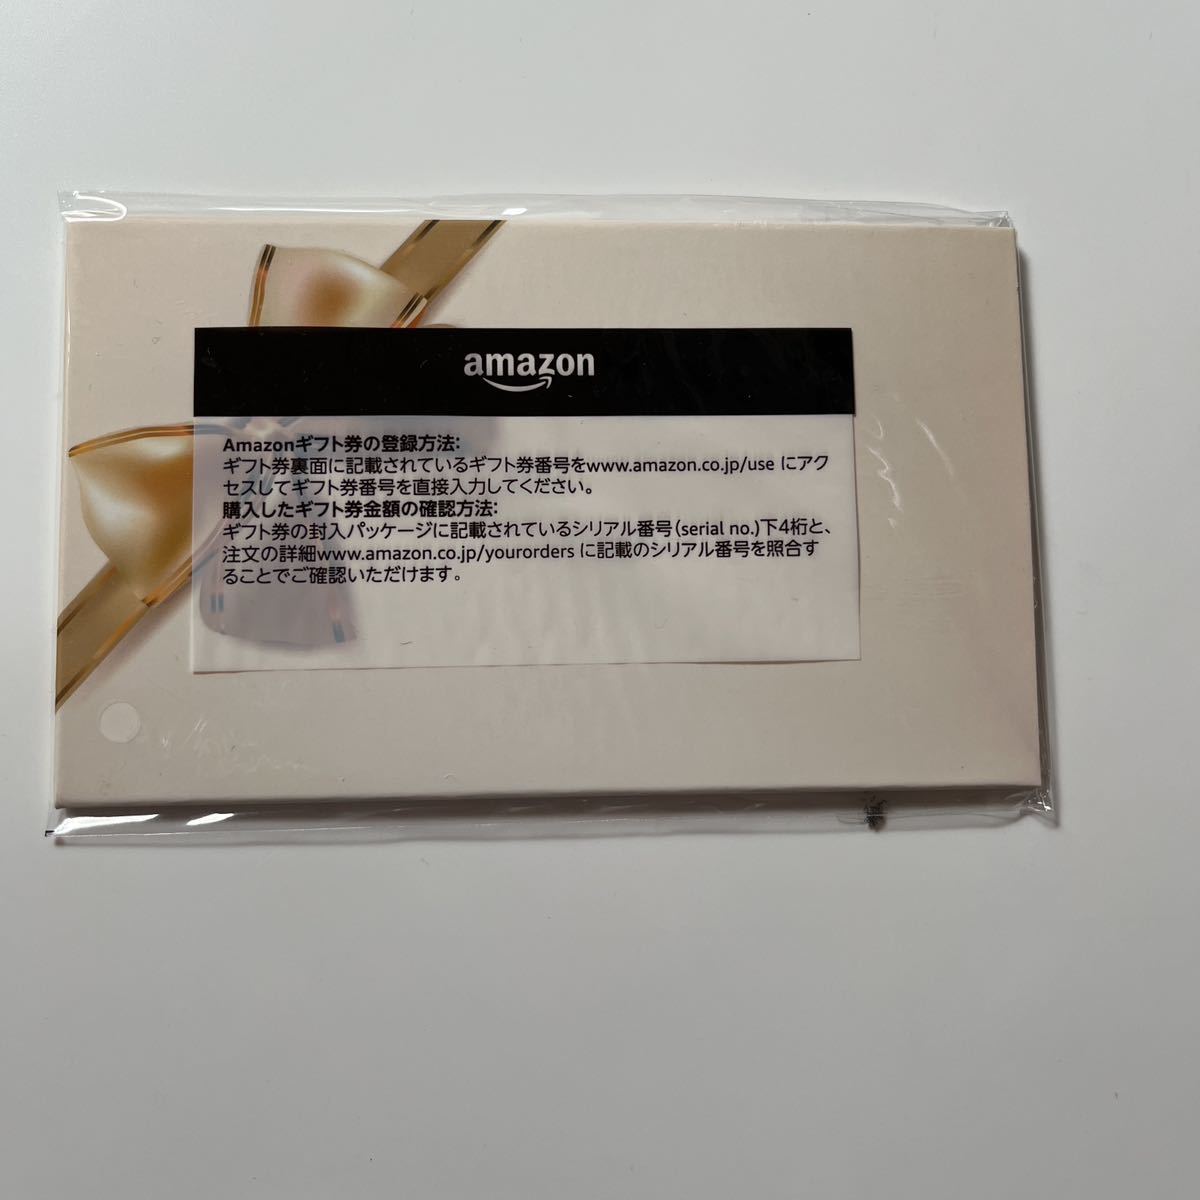 amazon
Amazonギフト券の登録方法:
ギフト券裏面に記載されているギフト券番号をwww.amazon.co.jp/use にアク
セスしてギフト券番号を直接入力してください。
購入したギフト券金額の確認方法:
ギフト券の封入パッケージに記載されているシリアル番号(serial no.)下4桁と、
注文の詳細www.amazon.co.jp/yourorders に記載のシリアル番号を照合す
ることでご確認いただけます。